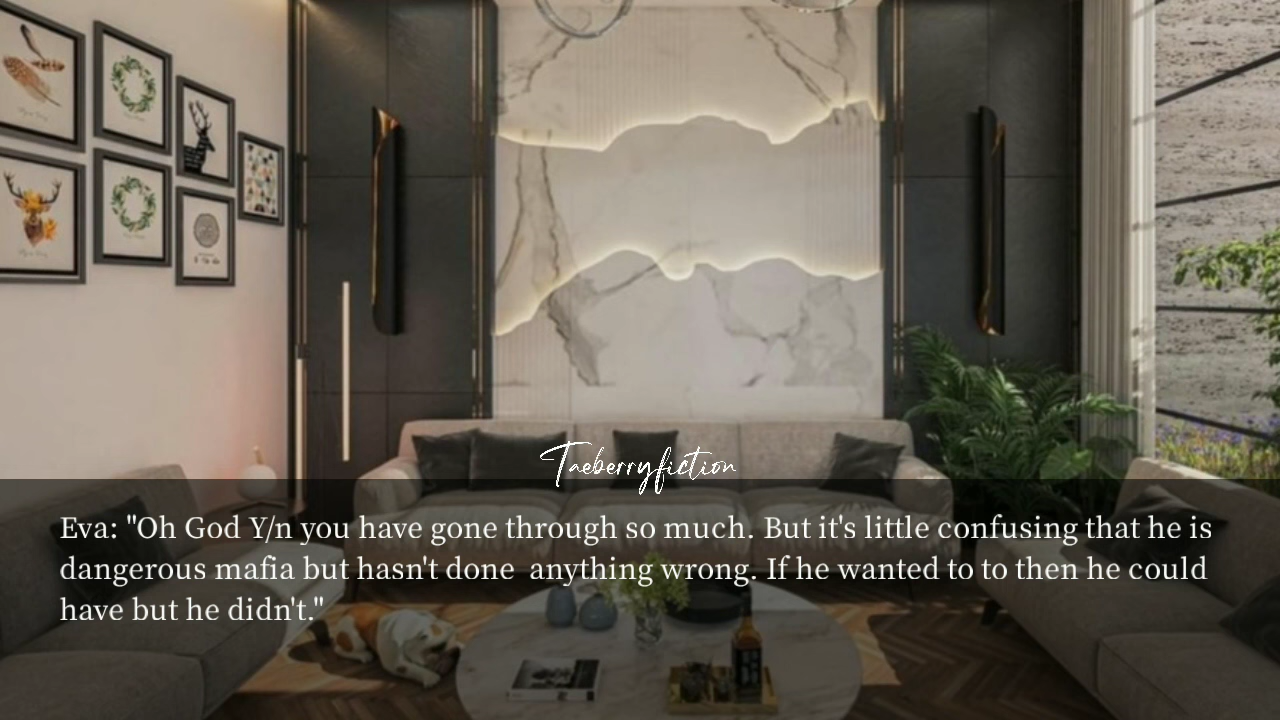 Taeberryfiction
Eva: "Oh God Y/n you have gone through so much. But it's little confusing that he is
dangerous mafia but hasn't done  anything wrong. If he wanted to to then he could
have but he didn't."